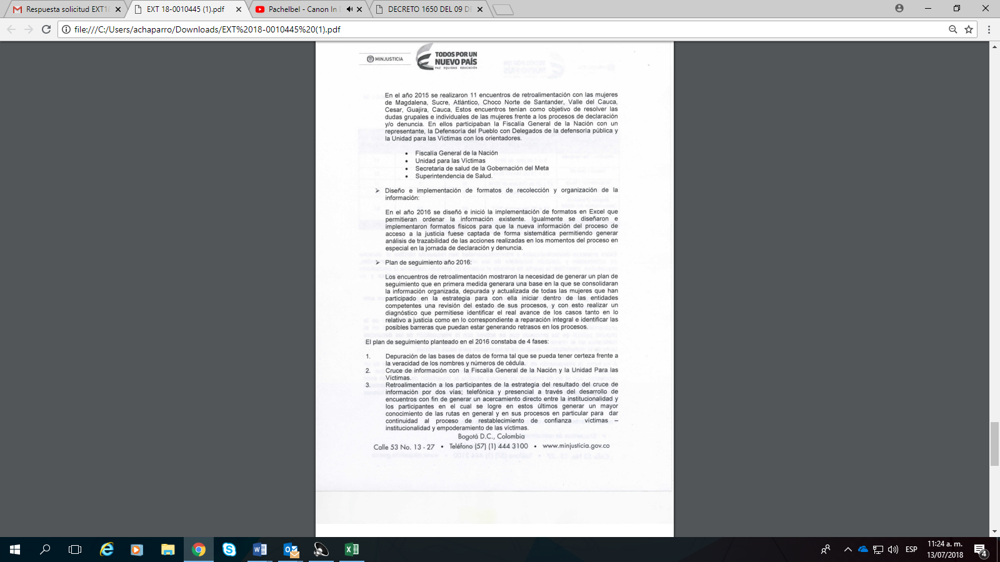 Respuesta solicitud EXT1
EXT 18-0010445 (1).pdf
Pachelbel - Canon In
DECRETO 1650 DEL 09 DE
file:///C:/Users/achaparro/Downloads/EXT%2018-0010445%20(1).pdf
MINJUSTICIA
TODOS POR UN
NUEVO PAÍS
PAZ EQUIDAD EDUCACIÓN
En el año 2015 se realizaron 11 encuentros de retroalimentación con las mujeres
de Magdalena, Sucre, Atlántico, Choco Norte de Santander, Valle del Cauca,
Cesar, Guajira, Cauca, Estos encuentros tenían como objetivo de resolver las
dudas grupales e individuales de las mujeres frente a los procesos de declaración
y/o denuncia. En ellos participaban la Fiscalía General de la Nación con un
representante, la Defensoría del Pueblo con Delegados de la defensoría pública y
la Unidad para las Víctimas con los orientadores.
• Fiscalía General de la Nación
• Unidad para las Víctimas
• Secretaria de salud de la Gobernación del Meta
• Superintendencia de Salud.
➢ Diseño e implementación de formatos de recolección y organización de la
información:
En el año 2016 se diseñó e inició la implementación de formatos en Excel que
permitieran ordenar la información existente. Igualmente se diseñaron e
implementaron formatos físicos para que la nueva información del proceso de
acceso a la justicia fuese captada de forma sistemática permitiendo generar
análisis de trazabilidad de las acciones realizadas en los momentos del proceso en
especial en la jornada de declaración y denuncia.
➢ Plan de seguimiento año 2016:
Los encuentros de retroalimentación mostraron la necesidad de generar un plan de
seguimiento que en primera medida generara una base en la que se consolidaran
la información organizada, depurada y actualizada de todas las mujeres que han
participado en la estrategia para con ella iniciar dentro de las entidades
competentes una revisión del estado de sus procesos, y con esto realizar un
diagnóstico que permitiese identificar el real avance de los casos tanto en lo
relativo a justicia como en lo correspondiente a reparación integral e identificar las
posibles barreras que puedan estar generando retrasos en los procesos.
El plan de seguimiento planteado en el 2016 constaba de 4 fases:
1. Depuración de las bases de datos de forma tal que se pueda tener certeza frente a
la veracidad de los nombres y números de cédula.
2. Cruce de información con la Fiscalía General de la Nación y la Unidad Para las
Víctimas.
3. Retroalimentación a los participantes de la estrategia del resultado del cruce de
información por dos vías; telefónica y presencial a través del desarrollo de
encuentros con fin de generar un acercamiento directo entre la institucionalidad y
los participantes en el cual se logre en estos últimos generar un mayor
conocimiento de las rutas en general y en sus procesos en particular para dar
continuidad al proceso de restablecimiento de confianza víctimas –
institucionalidad y empoderamiento de las víctimas.
Bogotá D.C., Colombia
Calle 53 No. 13 - 27 • Teléfono (57) (1) 444 3100 • www.minjusticia.gov.co
ESP
11:24 a. m.
13/07/2018
4